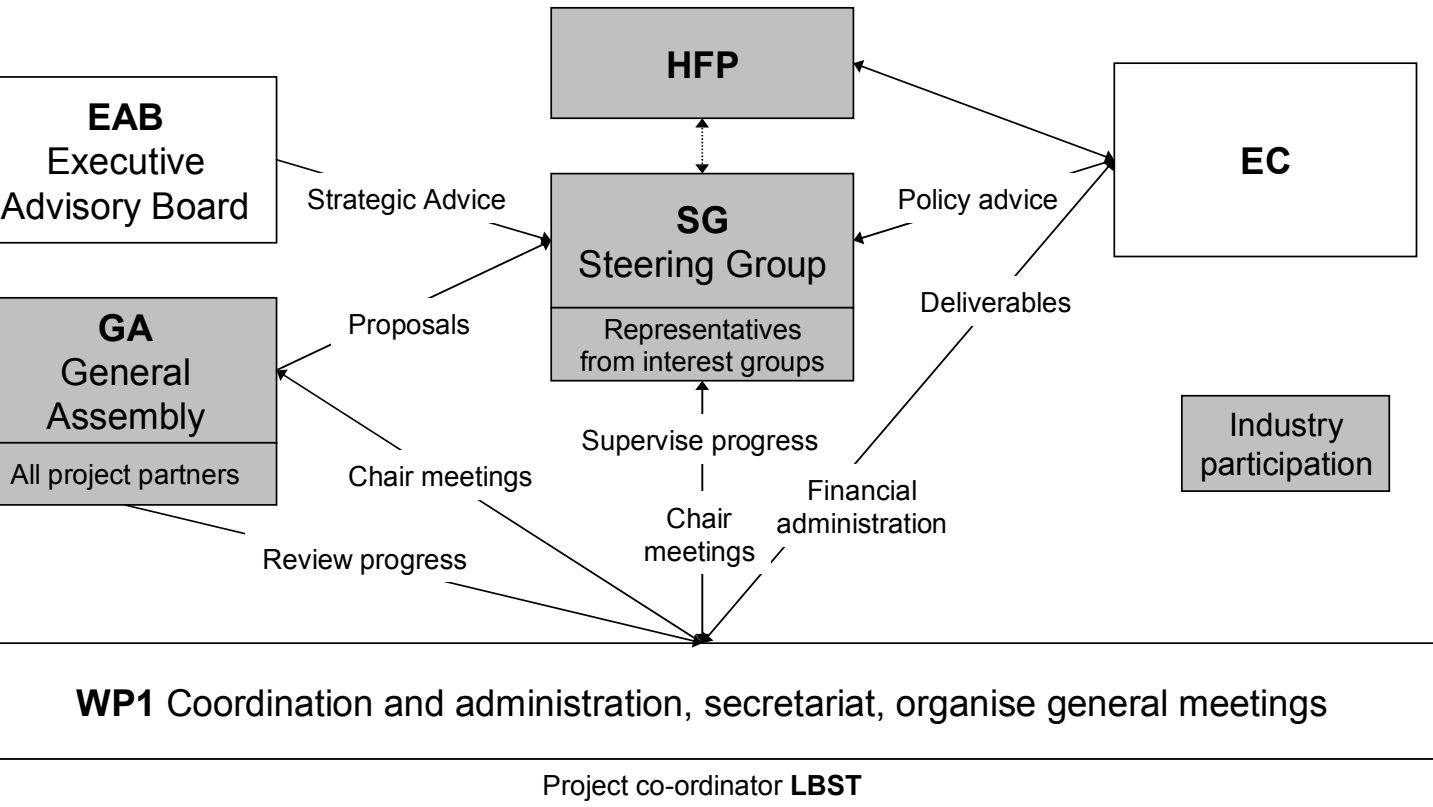 HFP
EAB
Executive
Advisory Board
EC
Strategic Advice
Policy advice
SG
Steering Group
Representatives
from interest groups
GA
General
Assembly
All project partners
Proposals
Deliverables
Industry
participation
Supervise progress
Chair meetings
Financial
administration
Chair
meetings
Review progress
WP1 Coordination and administration, secretariat, organise general meetings
Project co-ordinator LBST